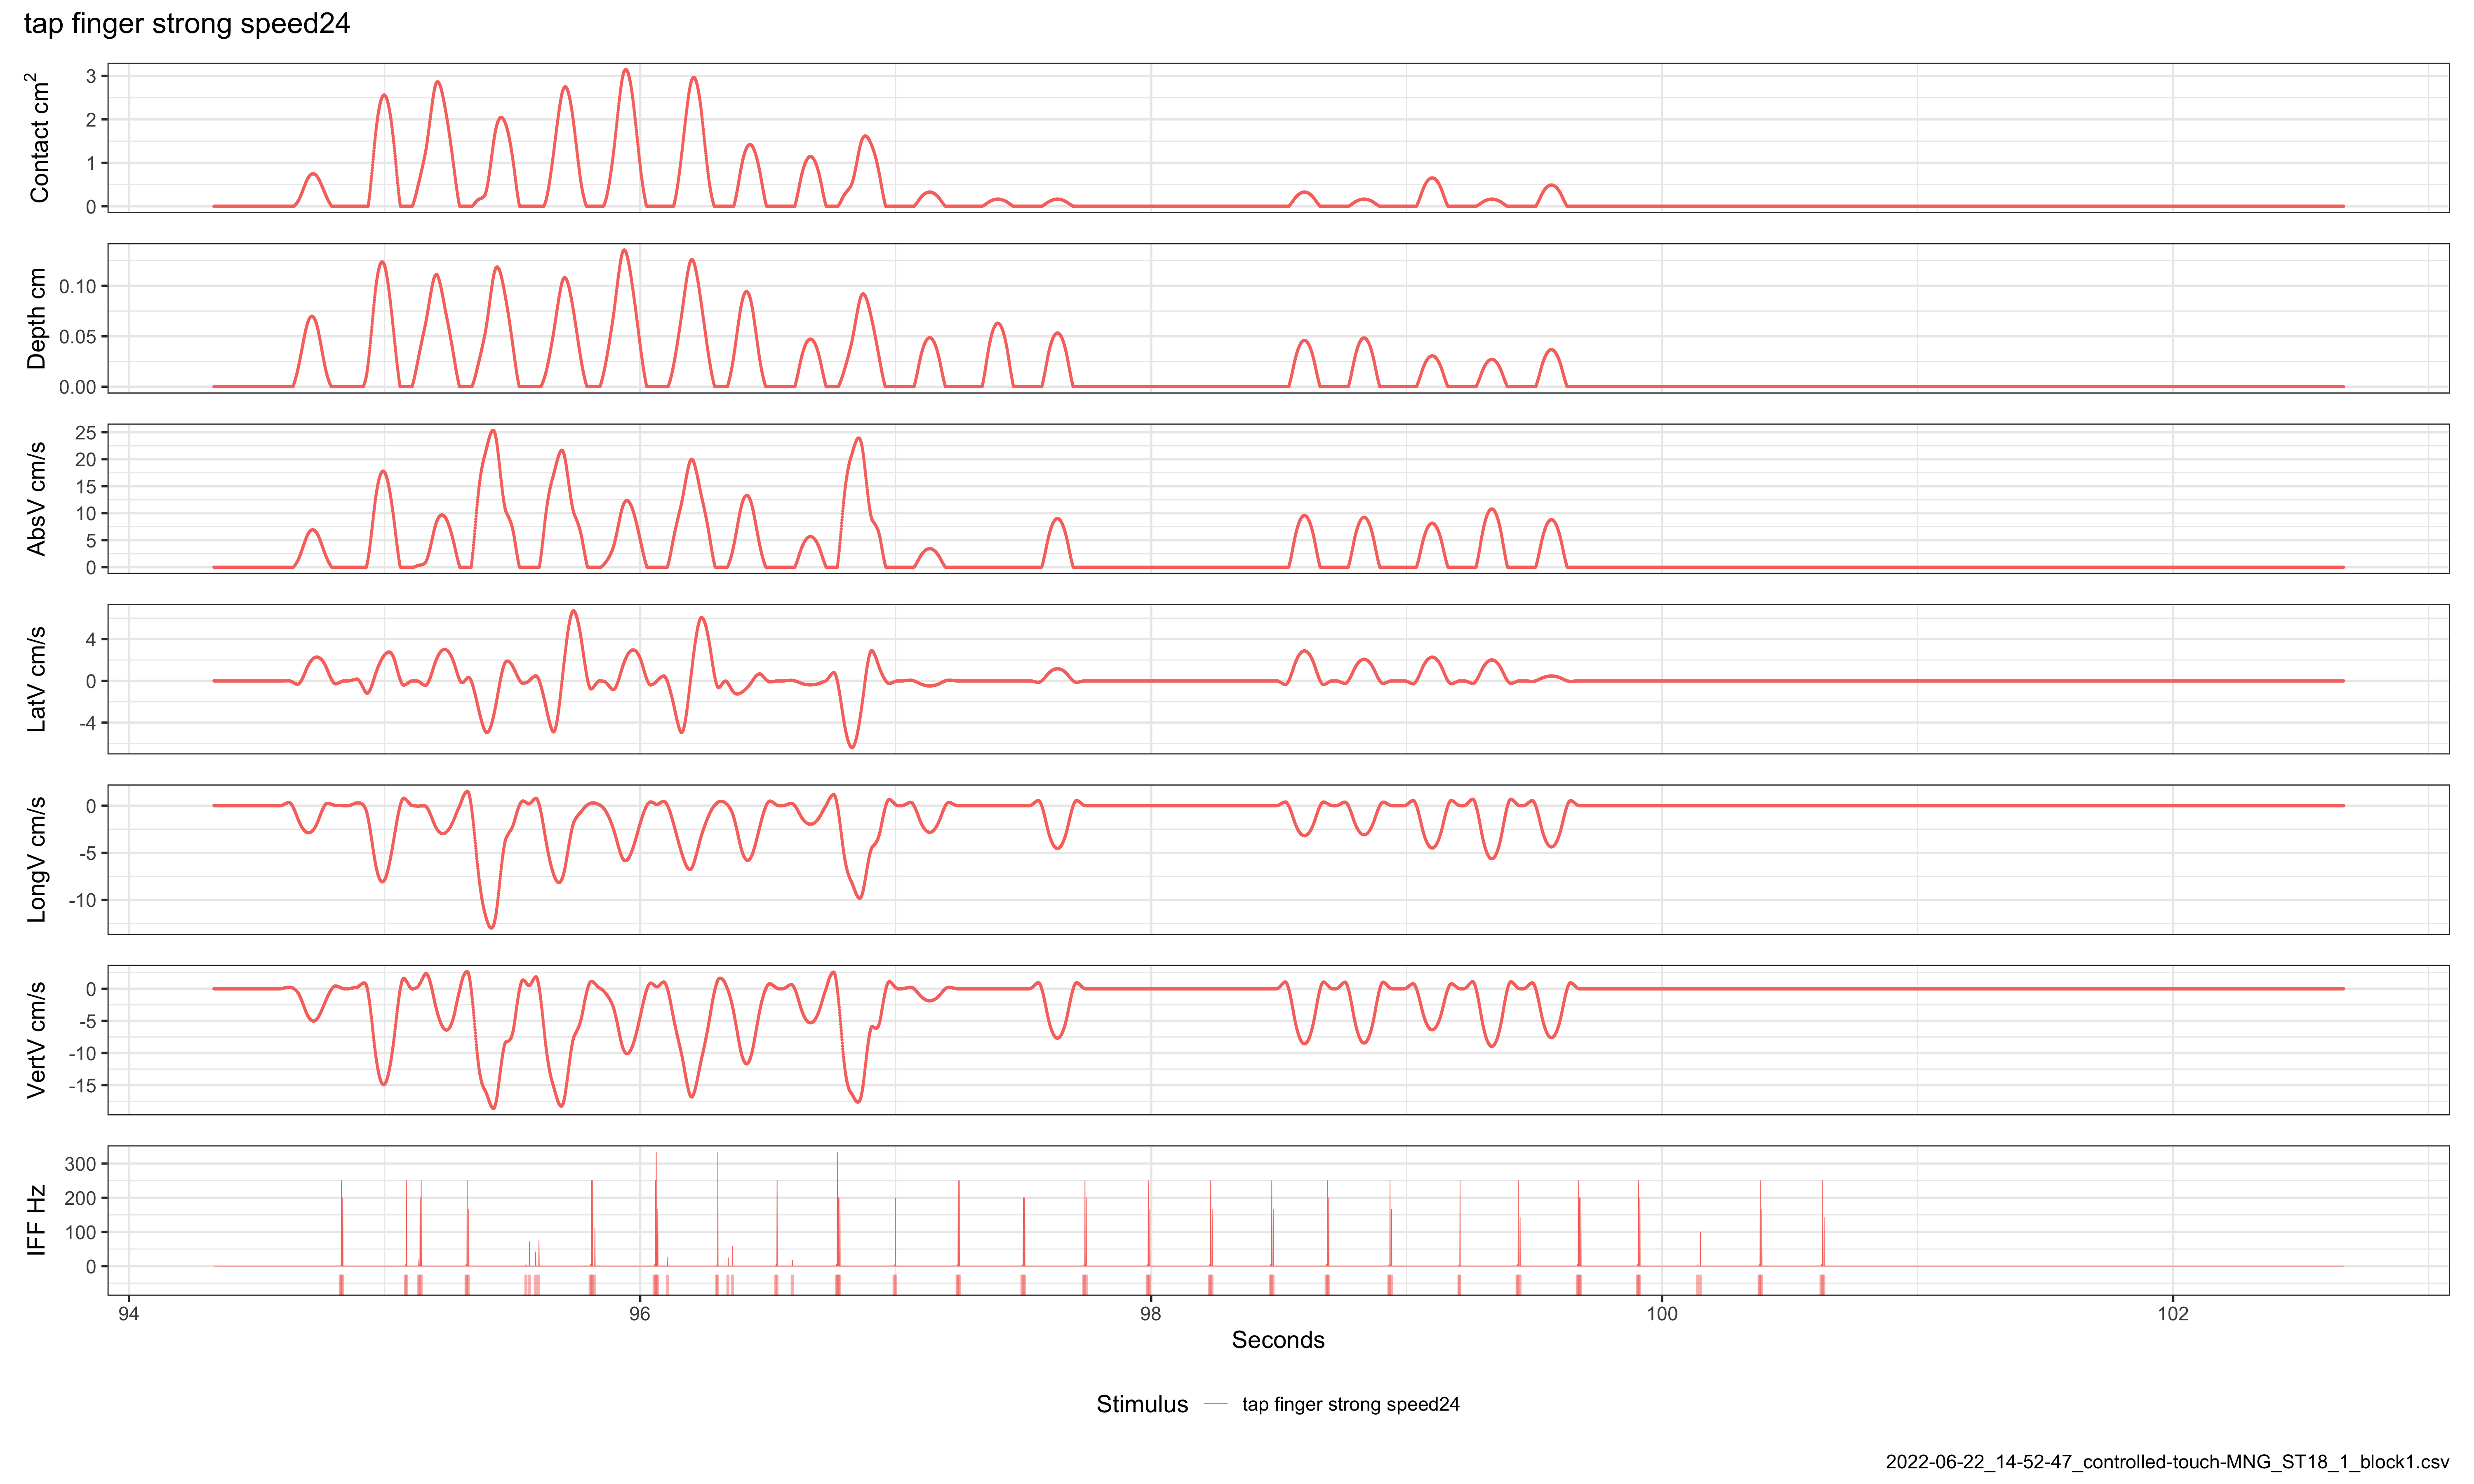 tap finger strong speed24
Contact cm²
3
2
1
0
Depth cm
0.10
0.05
0.00
AbsV cm/s
25
20
15
10
5
0
LatV cm/s
4
0
-4
LongV cm/s
0
-5
-10
VertV cm/s
0
-5
-10
-15
IFF Hz
300
200
100
0
94 96 98 100 102
Seconds
Stimulus tap finger strong speed24
2022-06-22_14-52-47_controlled-touch-MNG_ST18_1_block1.csv